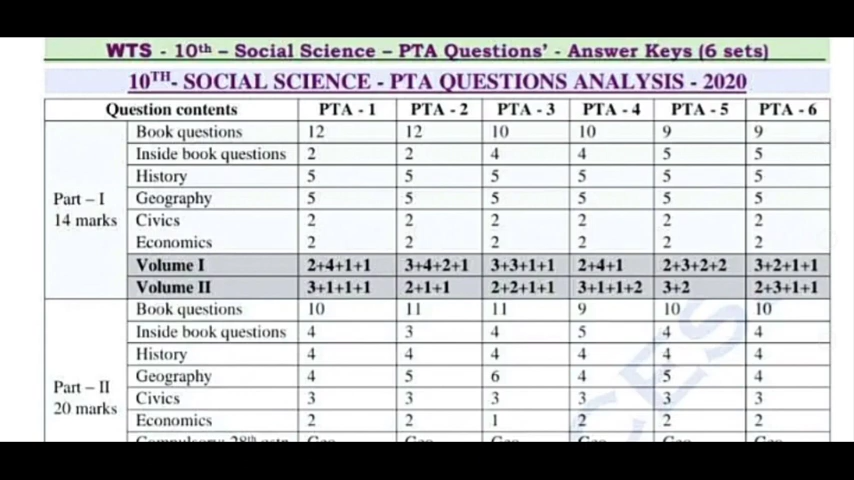 WTS - 10th – Social Science – PTA Questions’ - Answer Keys (6 sets)
10TH- SOCIAL SCIENCE - PTA QUESTIONS ANALYSIS - 2020
Question contents PTA - 1 PTA - 2 PTA - 3 PTA - 4 PTA - 5 PTA - 6
Part – I
14 marks
Book questions 12 12 10 10 9 9
Inside book questions 2 2 4 4 5 5
History 5 5 5 5 5 5
Geography 5 5 5 5 5 5
Civics 2 2 2 2 2 2
Economics 2 2 2 2 2 2
Volume I 2+4+1+1 3+4+2+1 3+3+1+1 2+4+1 2+3+2+2 3+2+1+1
Volume II 3+1+1+1 2+1+1 2+2+1+1 3+1+1+2 3+2 2+3+1+1
Part – II
20 marks
Book questions 10 11 11 9 10 10
Inside book questions 4 3 4 5 4 4
History 4 4 4 4 4 4
Geography 4 5 6 4 5 4
Civics 3 3 3 3 3 3
Economics 2 2 1 2 2 2